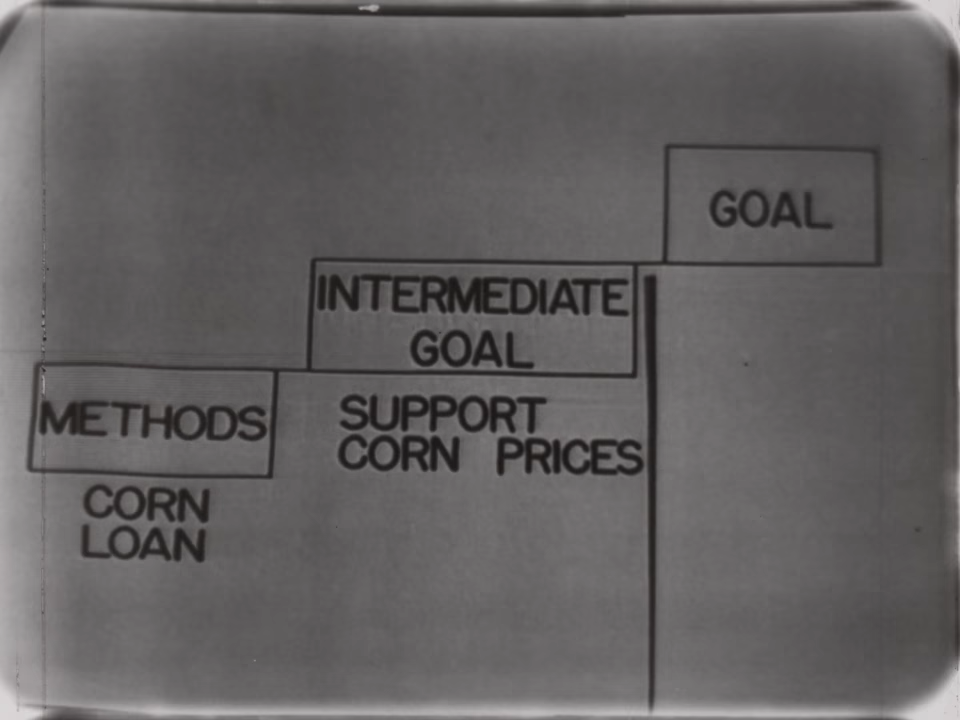 GOAL
INTERMEDIATE
GOAL
SUPPORT
CORN PRICES
METHODS
CORN
LOAN